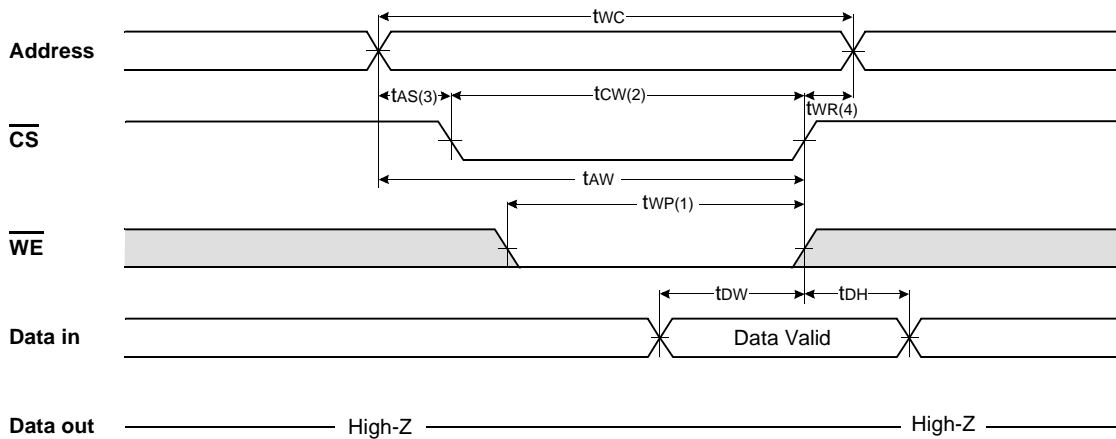 tWC
Address
tAS(3) tCW(2) tWR(4)
CS
tAW
tWP(1)
WE
tDW tDH
Data in Data Valid
Data out High-Z High-Z